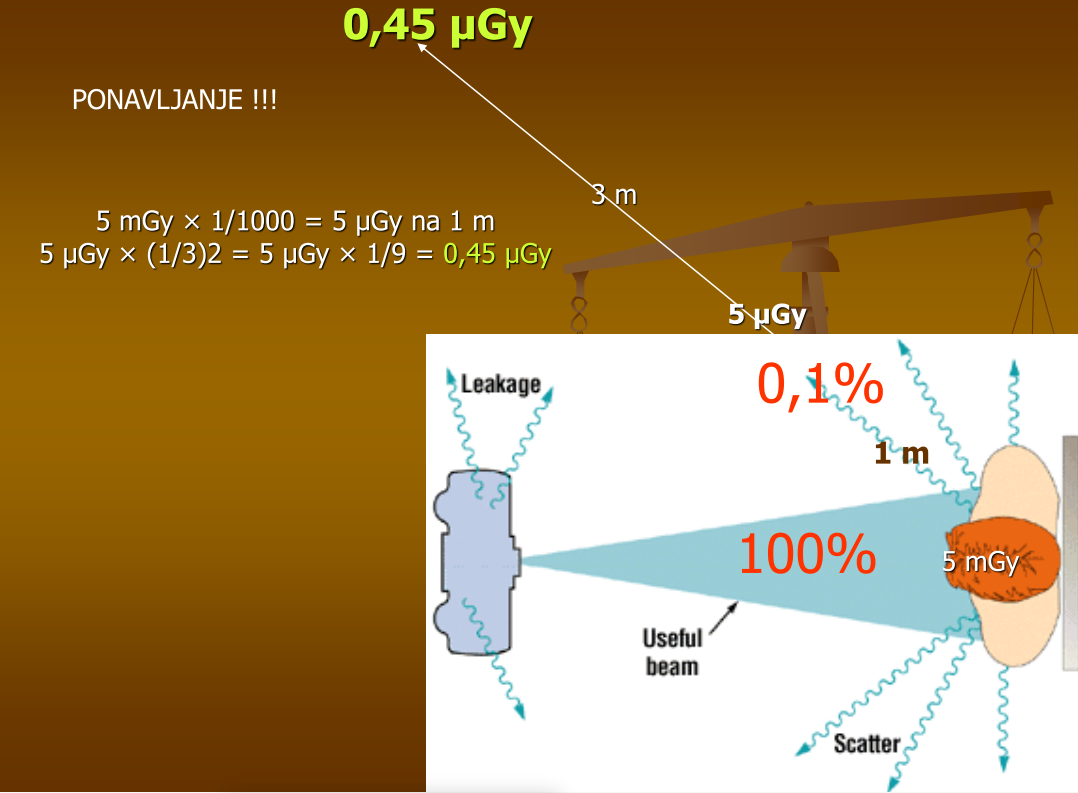 0,45 µGy
PONAVLJANJE !!!
3 m
5 mGy × 1/1000 = 5 µGy na 1 m
5 µGy × (1/3)2 = 5 µGy × 1/9 = 0,45 µGy
5 µGy
Leakage
0,1%
1 m
100%
5 mGy
Useful
beam
Scatter